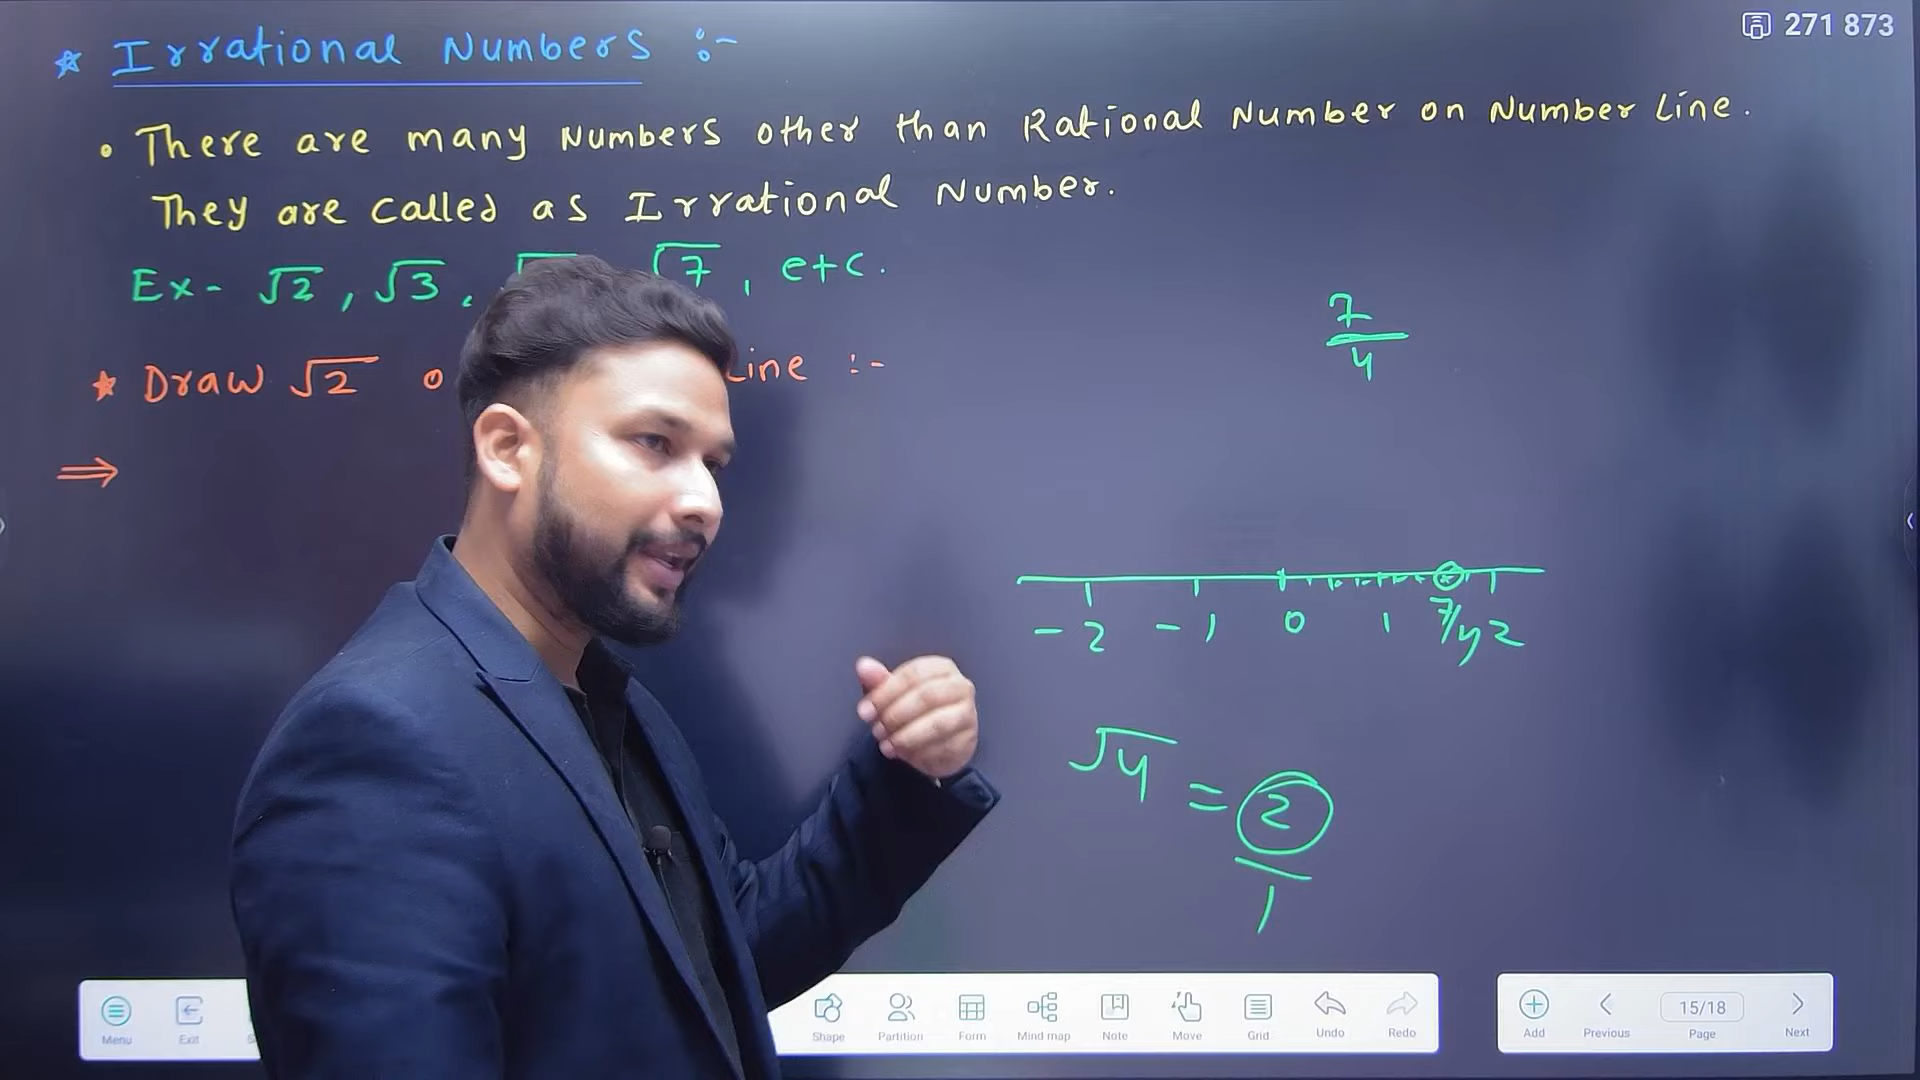 271 873
* Irrational Numbers :-
• There are many Numbers other than Rational Number on Number Line.
They are called as Irrational Number.
Ex- √2, √3, √7, etc.
* Draw √2 Line :-
⇒
7/4
-2 -1 0 1 7/4 2
√4 = 2/1
Menu Exit Shape Partition Form Mind map Note Move Grid Undo Redo Add Previous 15/18 Page Next